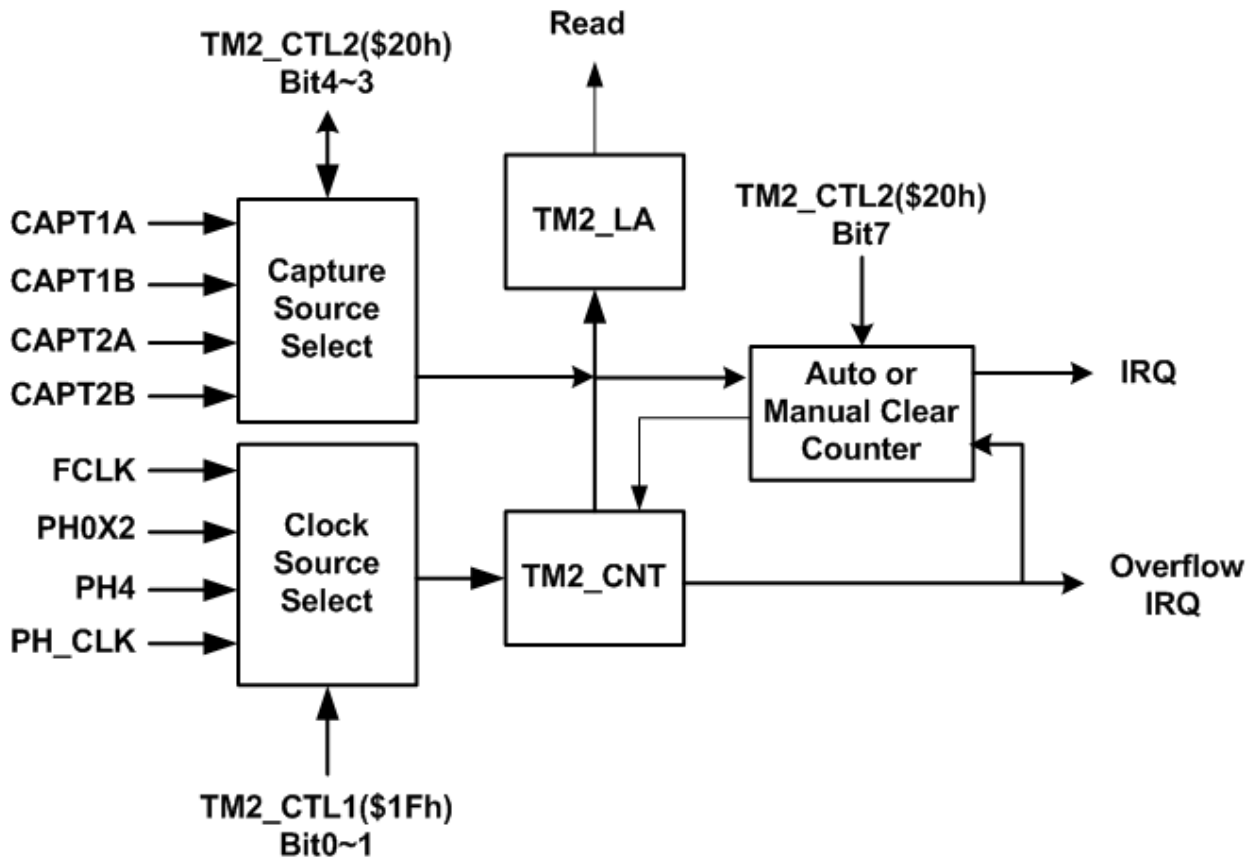 Read
TM2_CTL2($20h)
Bit4~3
TM2_LA
TM2_CTL2($20h)
Bit7
CAPT1A
CAPT1B
CAPT2A
CAPT2B
Capture
Source
Select
Auto or
Manual Clear
Counter
IRQ
FCLK
PH0X2
PH4
PH_CLK
Clock
Source
Select
TM2_CNT
Overflow
IRQ
TM2_CTL1($1Fh)
Bit0~1